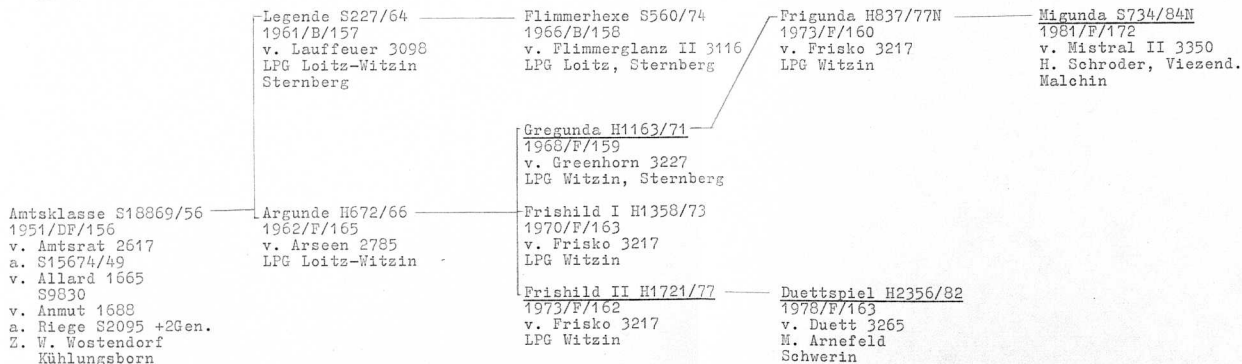 Legende S227/64
1961/B/157
v. Lauffeuer 3098
LPG Loitz-Witzin
Sternberg
Flimmerhexe S560/74
1966/B/158
v. Flimmerglanz II 3116
LPG Loitz, Sternberg
Frigunda H837/77N
1973/F/160
v. Frisko 3217
LPG Witzin
Migunda S734/84N
1981/F/172
v. Mistral II 3350
H. Schroder, Viezend.
Malchin
Gregunda H1163/71
1968/F/159
v. Greenhorn 3227
LPG Witzin, Sternberg
Amtsklasse S18869/56
1951/DF/156
v. Amtsrat 2617
a. S15674/49
v. Allard 1665
S9830
v. Anmut 1688
a. Riege S2095 +2Gen.
Z. W. Wostendorf
Kühlungsborn
Argunde H672/66
1962/F/165
v. Arseen 2785
LPG Loitz-Witzin
Frishild I H1358/73
1970/F/163
v. Frisko 3217
LPG Witzin
Frishild II H1721/77
1973/F/162
v. Frisko 3217
LPG Witzin
Duettspiel H2356/82
1978/F/163
v. Duett 3265
M. Arnefeld
Schwerin